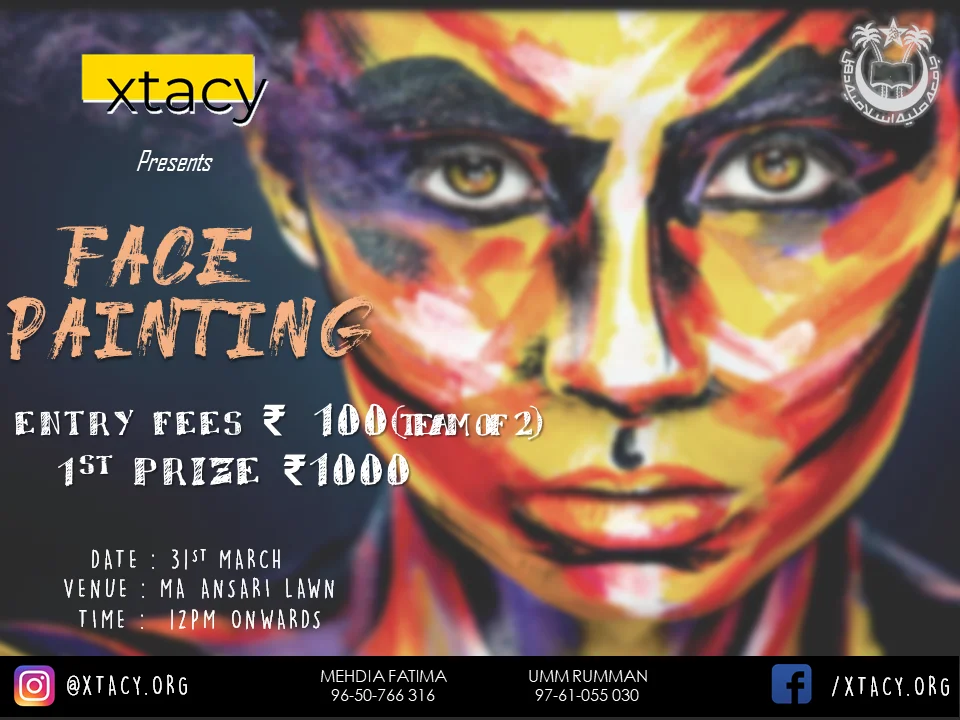 xtacy
Presents
FACE
PAINTING
ENTRY FEES ₹ 100 (TEAM OF 2)
1ST PRIZE ₹1000
DATE : 31ST MARCH
VENUE : MA ANSARI LAWN
TIME : 12PM ONWARDS
@XTACY.ORG
MEHDIA FATIMA
96-50-766 316
UMM RUMMAN
97-61-055 030
/XTACY.ORG